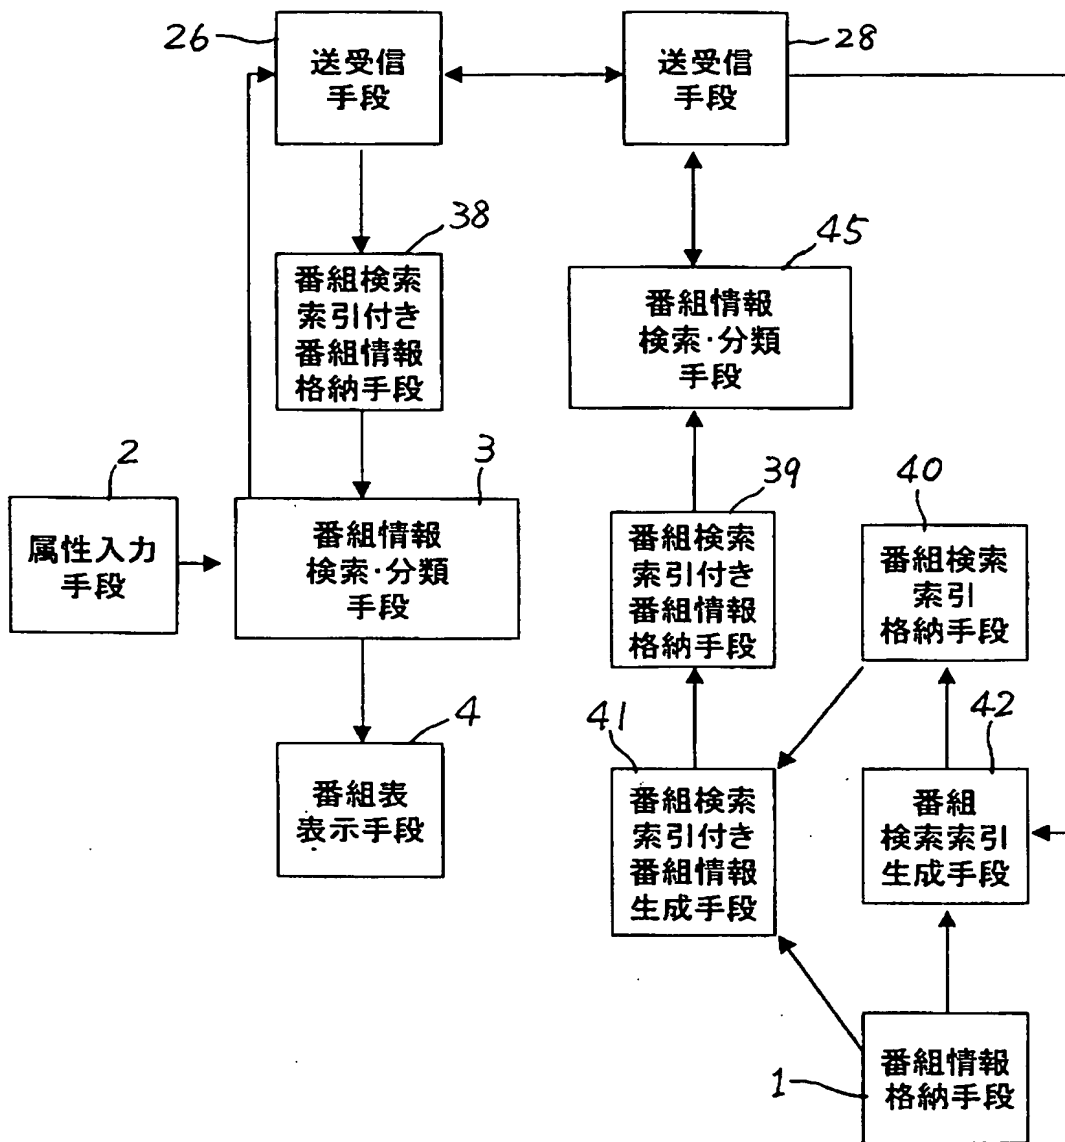 26
送受信
手段
28
送受信
手段
38
番組検索
索引付き
番組情報
格納手段
45
番組情報
検索・分類
手段
2
属性入力
手段
3
番組情報
検索・分類
手段
39
番組検索
索引付き
番組情報
格納手段
40
番組検索
索引
格納手段
4
番組表
表示手段
41
番組検索
索引付き
番組情報
生成手段
42
番組
検索索引
生成手段
1
番組情報
格納手段